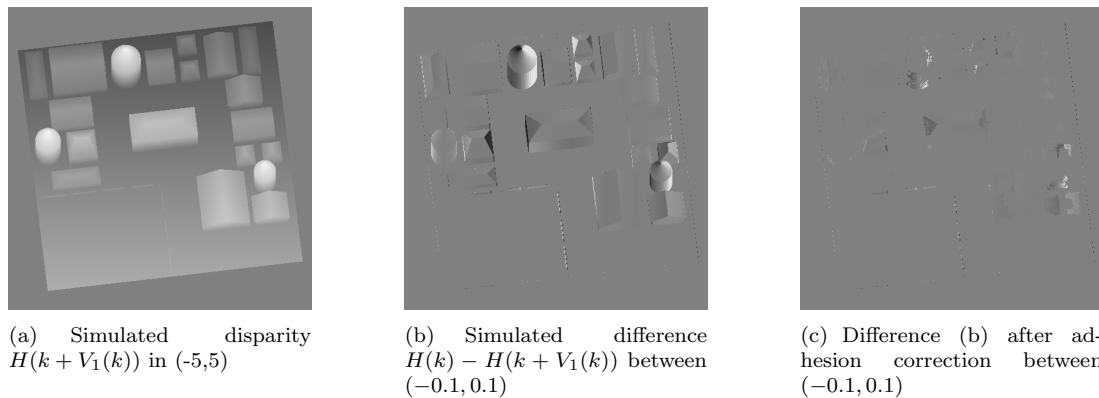 (a) Simulated disparity
H(k + V₁(k)) in (-5,5)
(b) Simulated difference
H(k) − H(k + V₁(k)) between
(−0.1, 0.1)
(c) Difference (b) after ad-
hesion correction between
(−0.1, 0.1)